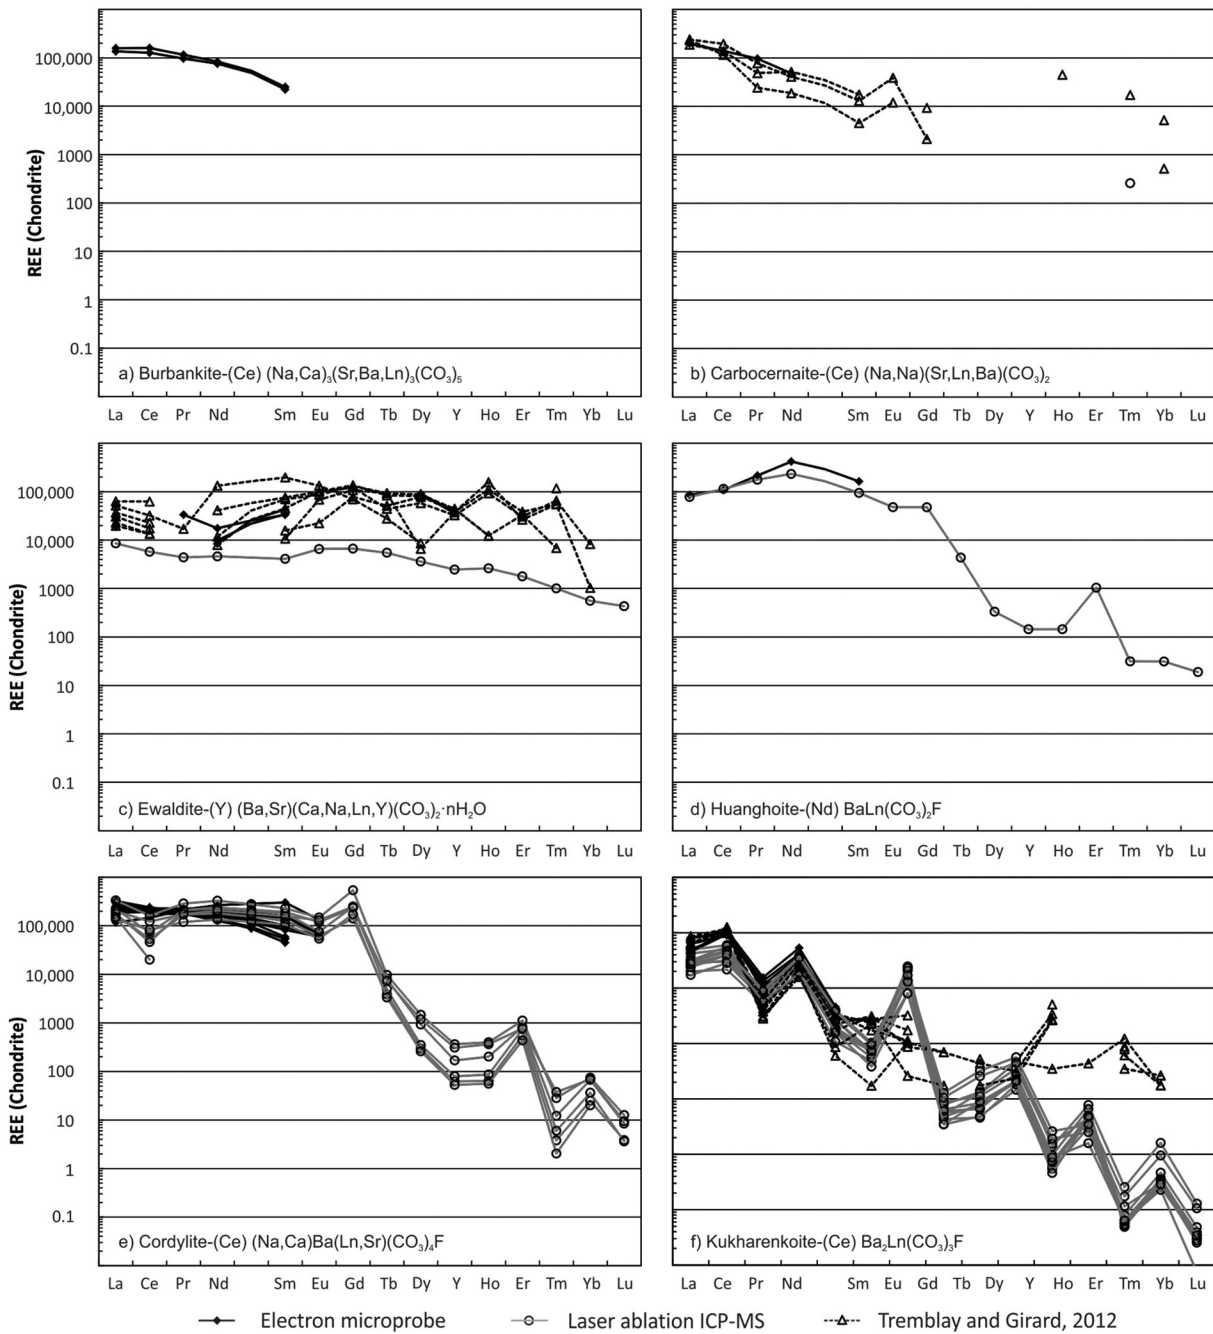 100,000
10,000
1000
100
10
1
0.1
REE (Chondrite)
a) Burbankite-(Ce) (Na,Ca)₃(Sr,Ba,Ln)₃(CO₃)₅
La Ce Pr Nd Sm Eu Gd Tb Dy Y Ho Er Tm Yb Lu
b) Carbocernaite-(Ce) (Na,Na)(Sr,Ln,Ba)(CO₃)₂
La Ce Pr Nd Sm Eu Gd Tb Dy Y Ho Er Tm Yb Lu
100,000
10,000
1000
100
10
1
0.1
REE (Chondrite)
c) Ewaldite-(Y) (Ba,Sr)(Ca,Na,Ln,Y)(CO₃)₂·nH₂O
La Ce Pr Nd Sm Eu Gd Tb Dy Y Ho Er Tm Yb Lu
d) Huanghoite-(Nd) BaLn(CO₃)₂F
La Ce Pr Nd Sm Eu Gd Tb Dy Y Ho Er Tm Yb Lu
100,000
10,000
1000
100
10
1
0.1
REE (Chondrite)
e) Cordylite-(Ce) (Na,Ca)Ba(Ln,Sr)(CO₃)₄F
La Ce Pr Nd Sm Eu Gd Tb Dy Y Ho Er Tm Yb Lu
f) Kukharenkoite-(Ce) Ba₂Ln(CO₃)₃F
La Ce Pr Nd Sm Eu Gd Tb Dy Y Ho Er Tm Yb Lu
Electron microprobe Laser ablation ICP-MS Tremblay and Girard, 2012